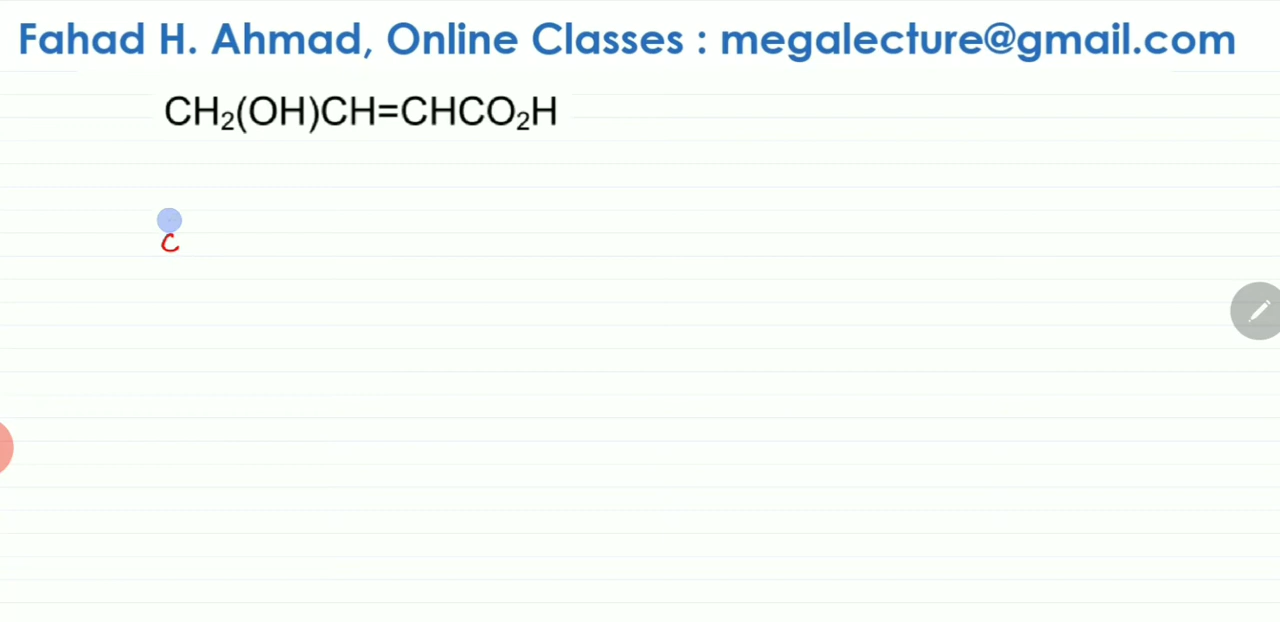 Fahad H. Ahmad, Online Classes : megalecture@gmail.com
CH₂(OH)CH=CHCO₂H
C